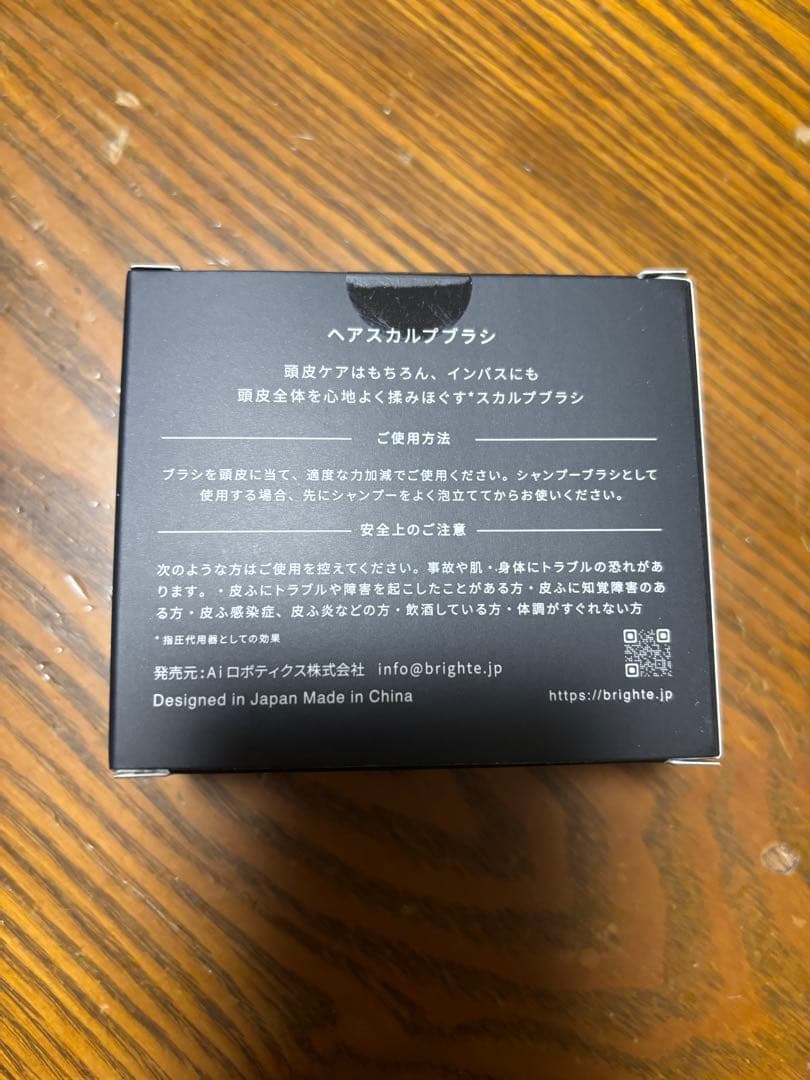 ヘアスカルプブラシ
頭皮ケアはもちろん、インバスにも
頭皮全体を心地よく揉みほぐす*スカルプブラシ
ご使用方法
ブラシを頭皮に当て、適度な力加減でご使用ください。シャンプーブラシとして
使用する場合、先にシャンプーをよく泡立ててからお使いください。
安全上のご注意
次のような方はご使用を控えてください。事故や肌・身体にトラブルの恐れがあ
ります。・皮ふにトラブルや障害を起こしたことがある方・皮ふに知覚障害のあ
る方・皮ふ感染症、皮ふ炎などの方・飲酒している方・体調がすぐれない方
* 指圧代用器としての効果
発売元：Aiロボティクス株式会社 info@brighte.jp
Designed in Japan Made in China https://brighte.jp